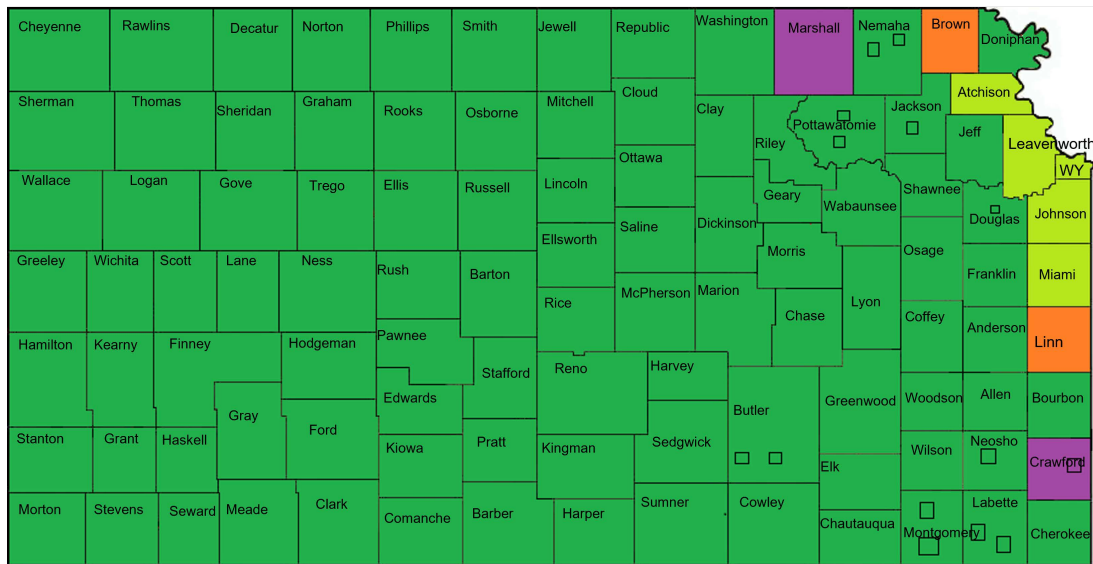 Cheyenne
Rawlins
Decatur
Norton
Phillips
Smith
Jewell
Republic
Washington
Marshall
Nemaha
Brown
Doniphan
Sherman
Thomas
Sheridan
Graham
Rooks
Osborne
Mitchell
Cloud
Clay
Riley
Pottawatomie
Jackson
Atchison
Jeff
Leavenworth
WY
Wallace
Logan
Gove
Trego
Ellis
Russell
Lincoln
Ottawa
Saline
Dickinson
Geary
Wabaunsee
Shawnee
Douglas
Johnson
Greeley
Wichita
Scott
Lane
Ness
Rush
Barton
Ellsworth
Rice
McPherson
Marion
Morris
Chase
Lyon
Osage
Franklin
Miami
Hamilton
Kearny
Finney
Hodgeman
Pawnee
Stafford
Reno
Harvey
Coffey
Anderson
Linn
Gray
Ford
Edwards
Butler
Greenwood
Woodson
Allen
Bourbon
Stanton
Grant
Haskell
Kiowa
Pratt
Kingman
Sedgwick
Elk
Wilson
Neosho
Crawford
Morton
Stevens
Seward
Meade
Clark
Comanche
Barber
Harper
Sumner
Cowley
Chautauqua
Montgomery
Labette
Cherokee